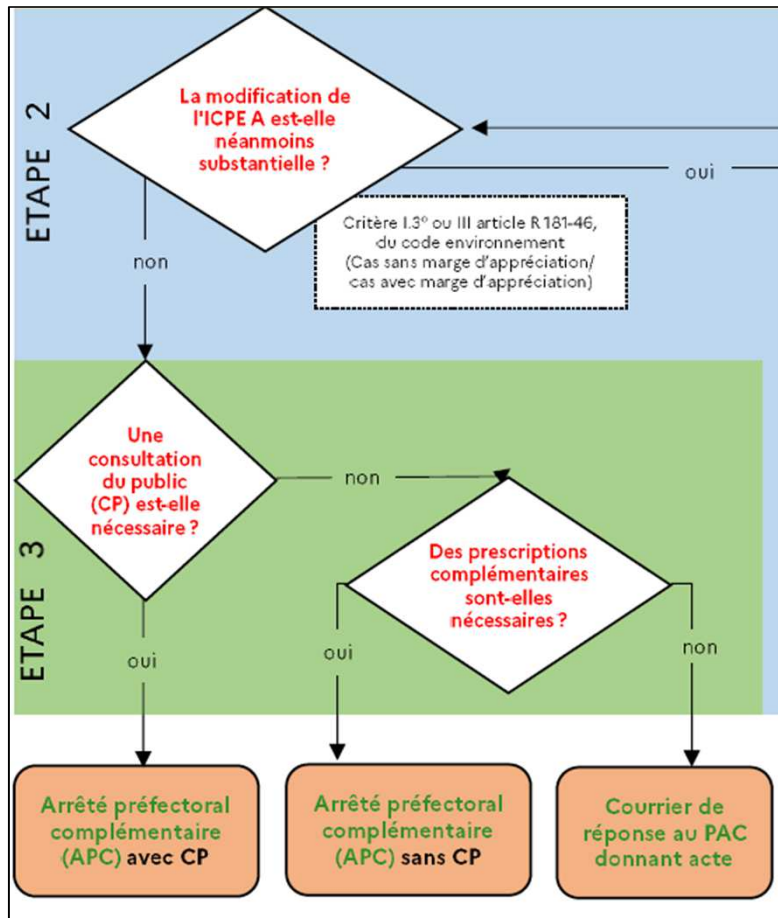 ETAPE 2
La modification de
l'ICPE A est-elle
néanmoins
substantielle ?
oui
Critère I.3° ou III article R181-46,
du code environnement
(Cas sans marge d'appréciation/
cas avec marge d'appréciation)
non
ETAPE 3
Une
consultation
du public
(CP) est-elle
nécessaire ?
non
Des prescriptions
complémentaires
sont-elles
nécessaires ?
oui
oui
non
Arrêté préfectoral
complémentaire
(APC) avec CP
Arrêté préfectoral
complémentaire
(APC) sans CP
Courrier de
réponse au PAC
donnant acte